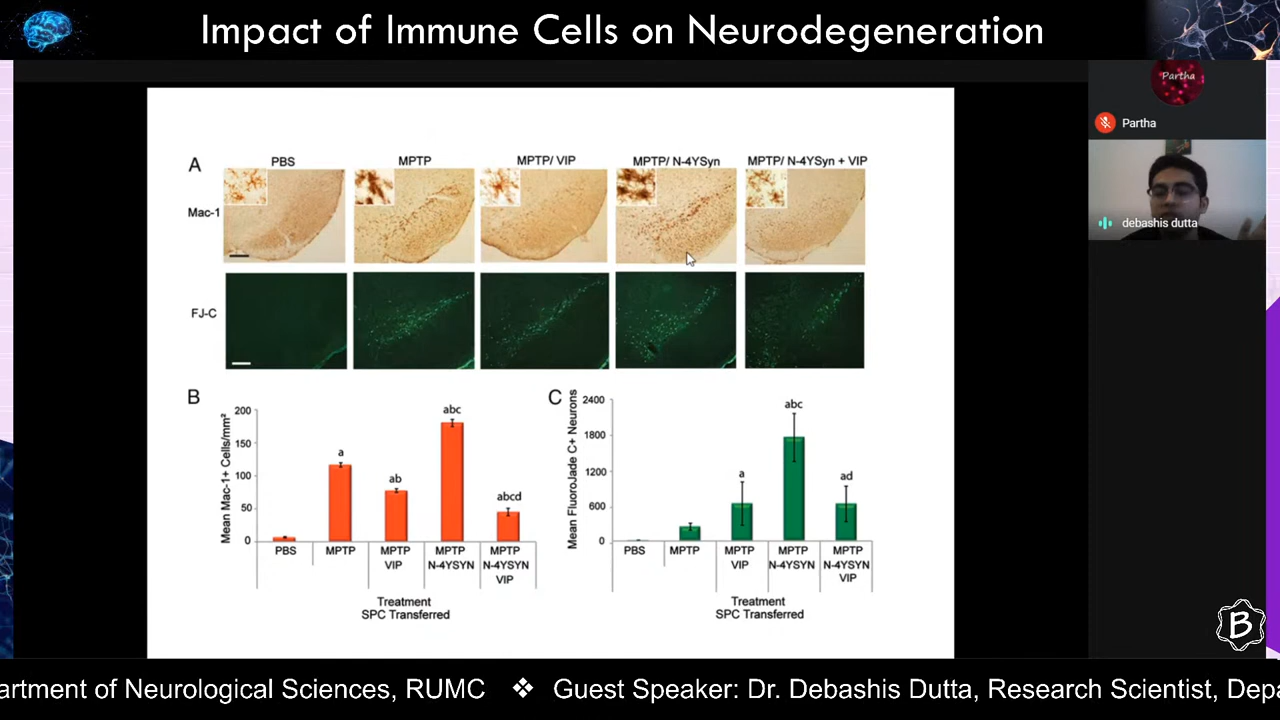 Impact of Immune Cells on Neurodegeneration
Partha
Partha
debashis dutta
A
PBS
MPTP
MPTP/ VIP
MPTP/ N-4YSyn
MPTP/ N-4YSyn + VIP
Mac-1
FJ-C
B
Mean Mac-1+ Cells/mm²
200
150
100
50
0
a
ab
abc
abcd
PBS
MPTP
MPTP
VIP
MPTP
N-4YSYN
MPTP
N-4YSYN
VIP
Treatment
SPC Transferred
C
Mean FluoroJade C+ Neurons
2400
1800
1200
600
0
a
abc
ad
PBS
MPTP
MPTP
VIP
MPTP
N-4YSYN
MPTP
N-4YSYN
VIP
Treatment
SPC Transferred
B
artment of Neurological Sciences, RUMC ❖ Guest Speaker: Dr. Debashis Dutta, Research Scientist, Depa